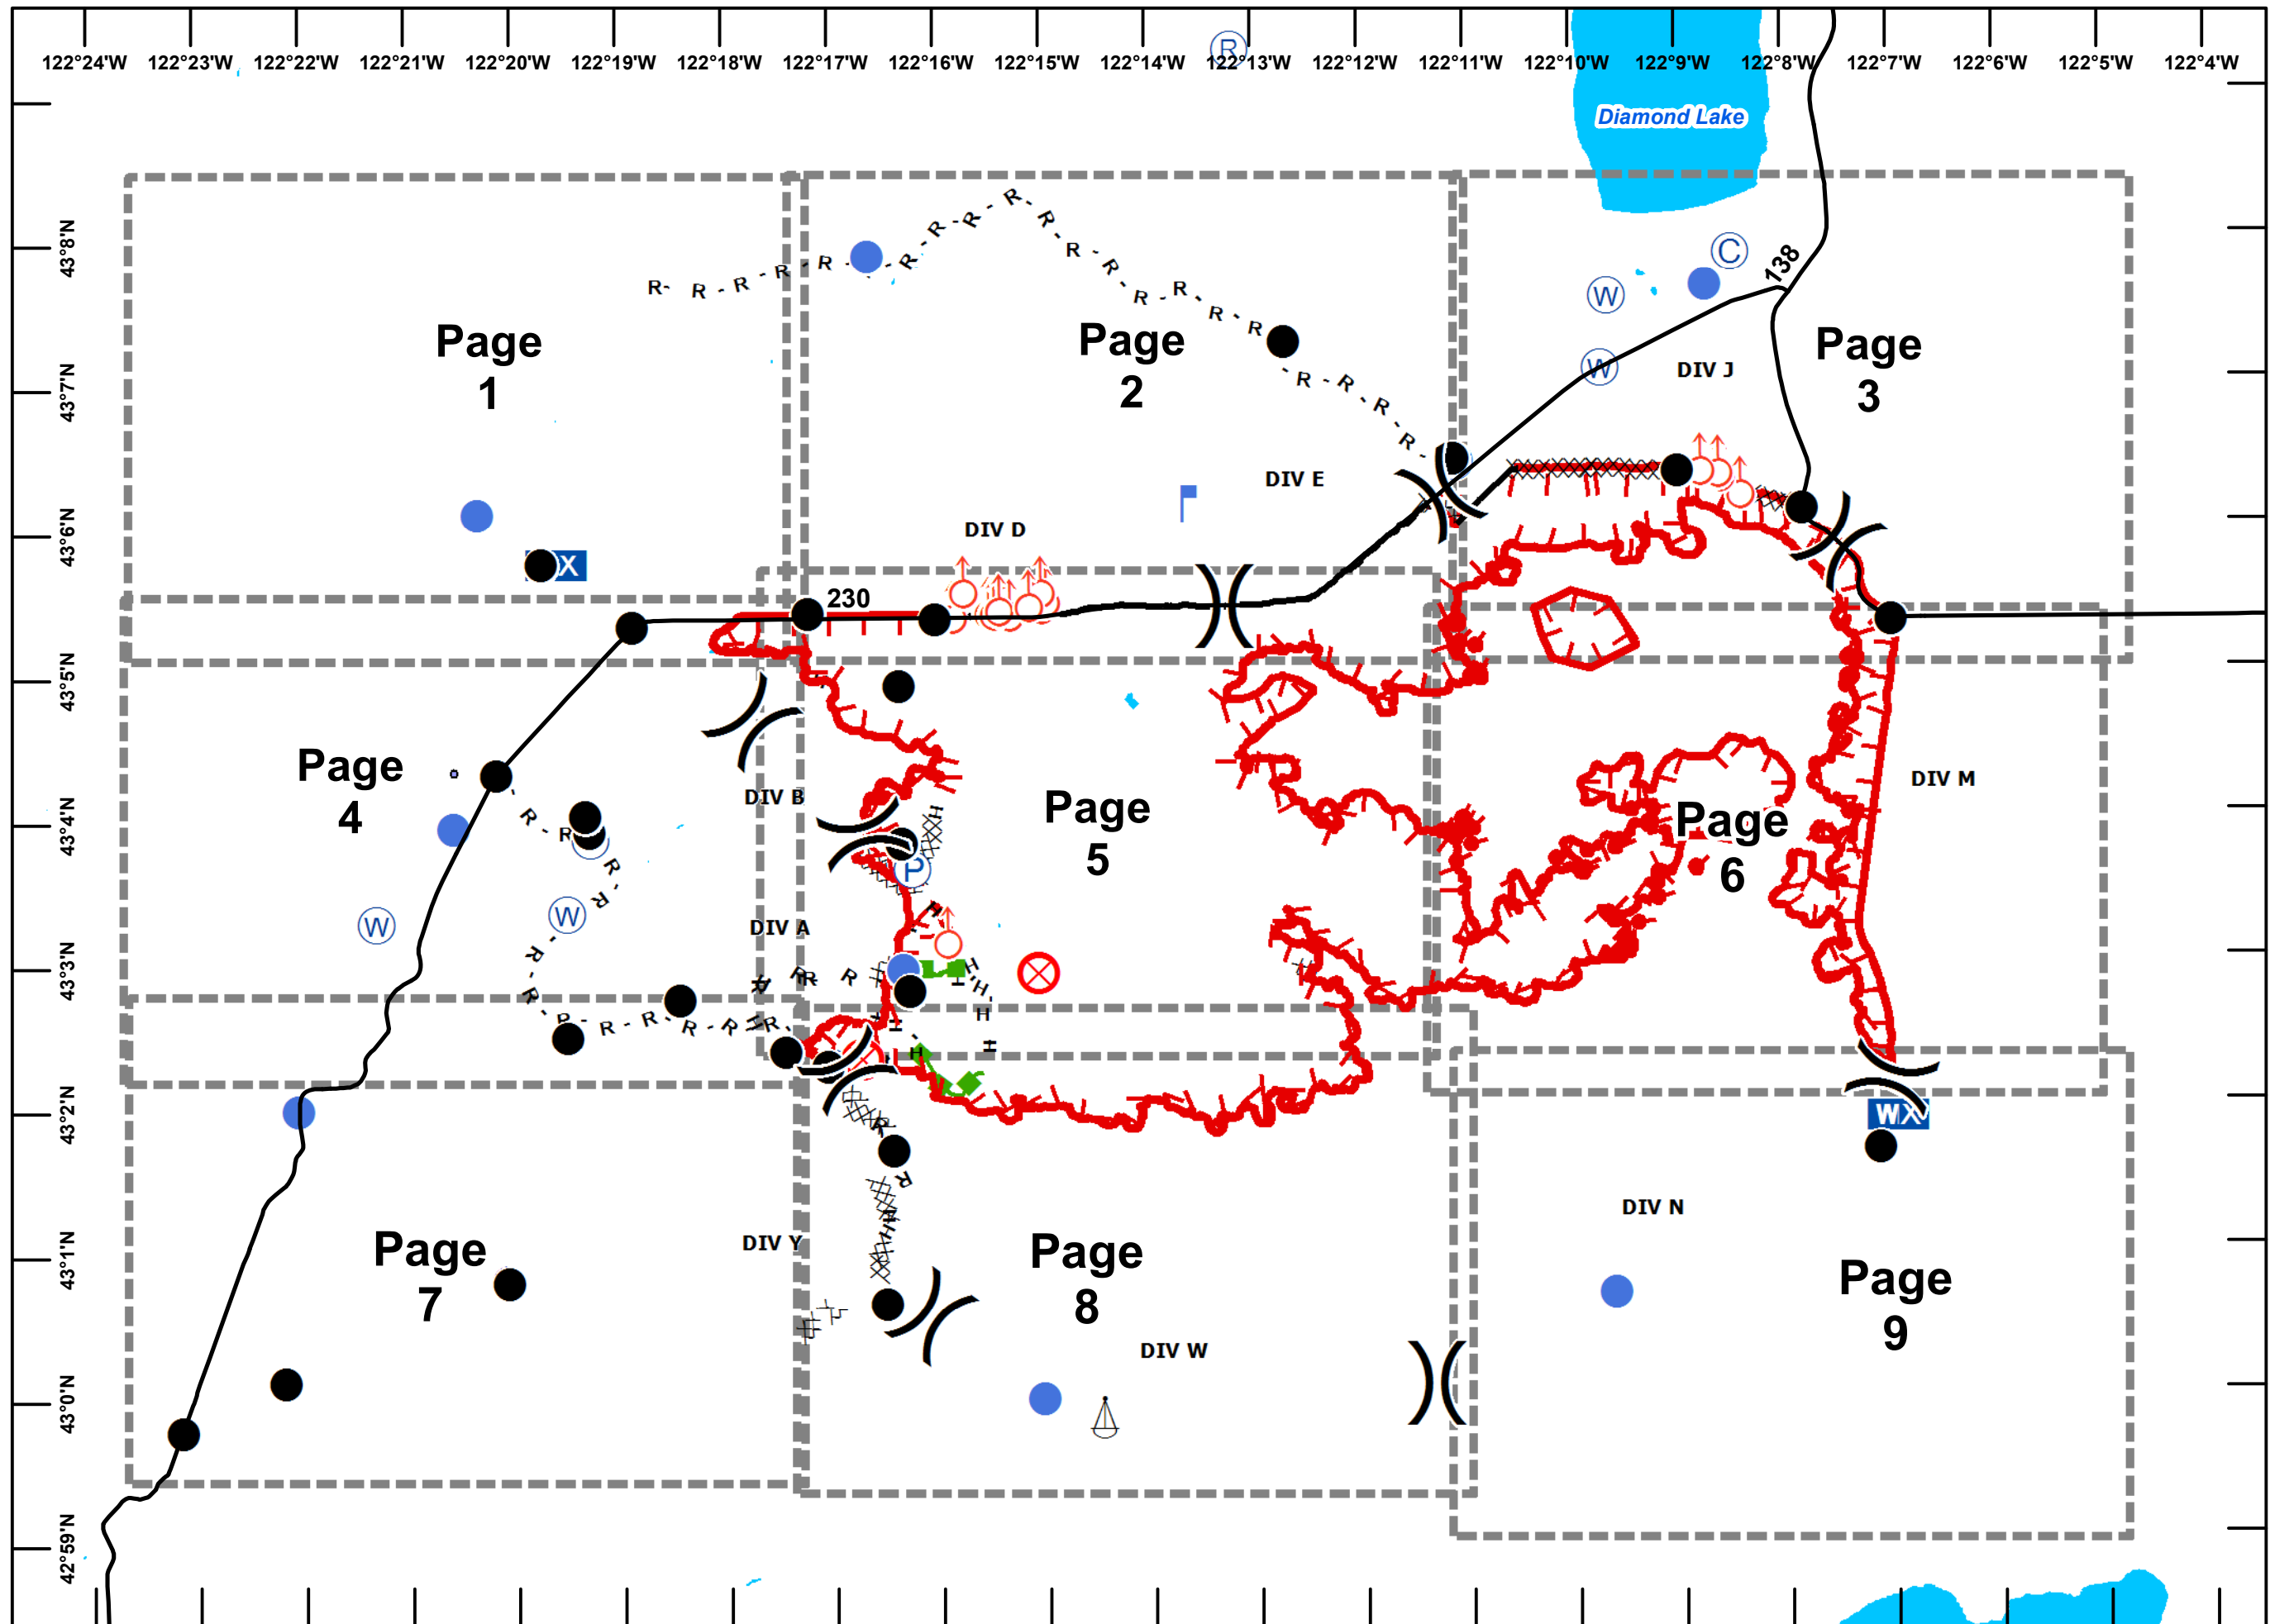 122°24'W 122°23'W 122°22'W 122°21'W 122°20'W 122°19'W 122°18'W 122°17'W 122°16'W 122°15'W 122°14'W 122°13'W 122°12'W 122°11'W 122°10'W 122°9'W 122°8'W 122°7'W 122°6'W 122°5'W 122°4'W
R
Diamond Lake
43°8'N
43°7'N
43°6'N
43°5'N
43°4'N
43°3'N
43°2'N
43°1'N
43°0'N
42°59'N
R - R - R - R - R
R - R - R - R - R - R - R - R - R - R - R - R
- R - R - R - R -
C
138
W
W
DIV J
Page
1
Page
2
Page
3
DIV E
DIV D
X
230
Page
4
DIV B
Page
5
Page
6
DIV M
R - R
R
R
P
W
W
DIV A
H
H
R - R
R - R - R - R - R - R
R
H
H
H
H
H
H
H
WX
R
R
H
Page
7
DIV Y
Page
8
DIV N
Page
9
DIV W